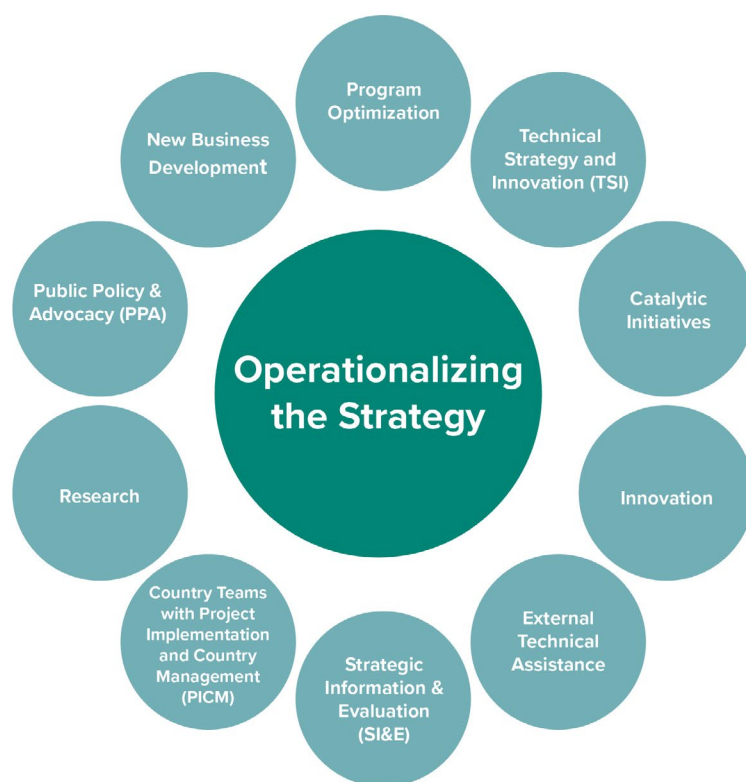 Program
Optimization
Technical
Strategy and
Innovation (TSI)
Catalytic
Initiatives
Innovation
External
Technical
Assistance
Strategic
Information &
Evaluation
(SI&E)
Country Teams
with Project
Implementation
and Country
Management
(PICM)
Research
Public Policy &
Advocacy (PPA)
New Business
Development
Operationalizing
the Strategy